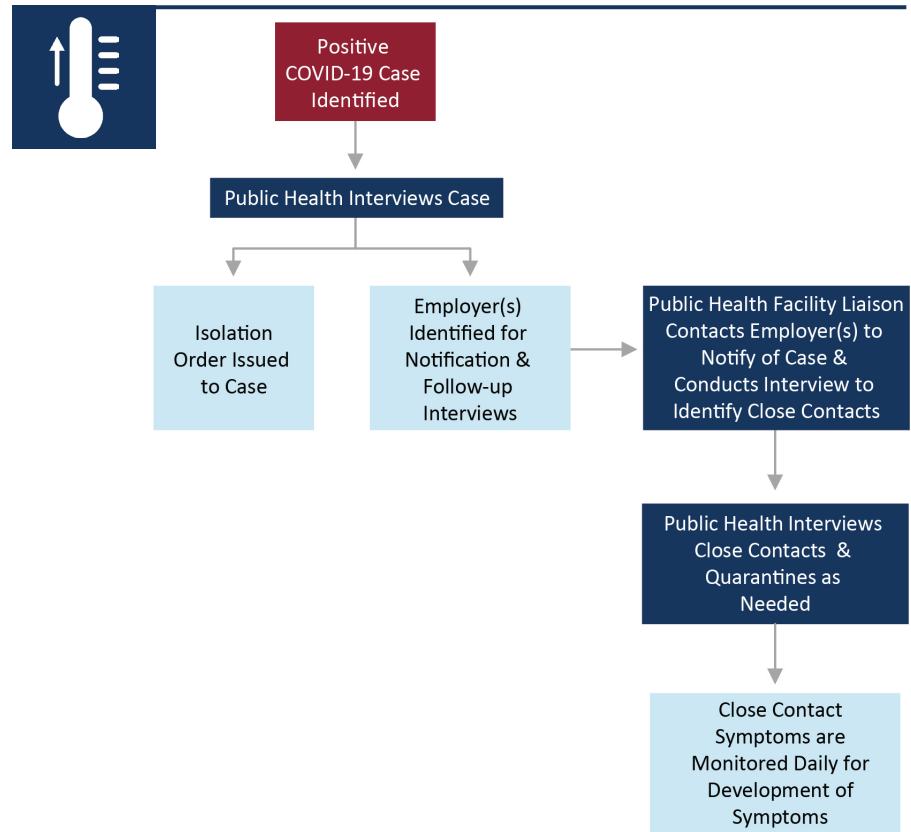 Positive
COVID-19 Case
Identified
Public Health Interviews Case
Isolation
Order Issued
to Case
Employer(s)
Identified for
Notification &
Follow-up
Interviews
Public Health Facility Liaison
Contacts Employer(s) to
Notify of Case &
Conducts Interview to
Identify Close Contacts
Public Health Interviews
Close Contacts &
Quarantines as
Needed
Close Contact
Symptoms are
Monitored Daily for
Development of
Symptoms